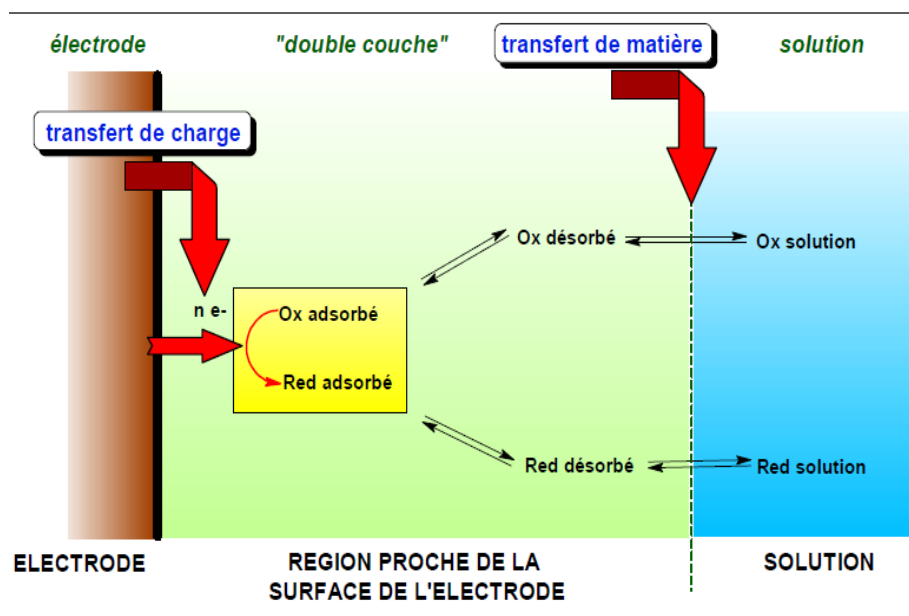 électrode
"double couche"
transfert de matière
solution
transfert de charge
Ox désorbé
Ox solution
n e-
Ox adsorbé
Red adsorbé
Red désorbé
Red solution
ELECTRODE
REGION PROCHE DE LA
SURFACE DE L'ELECTRODE
SOLUTION